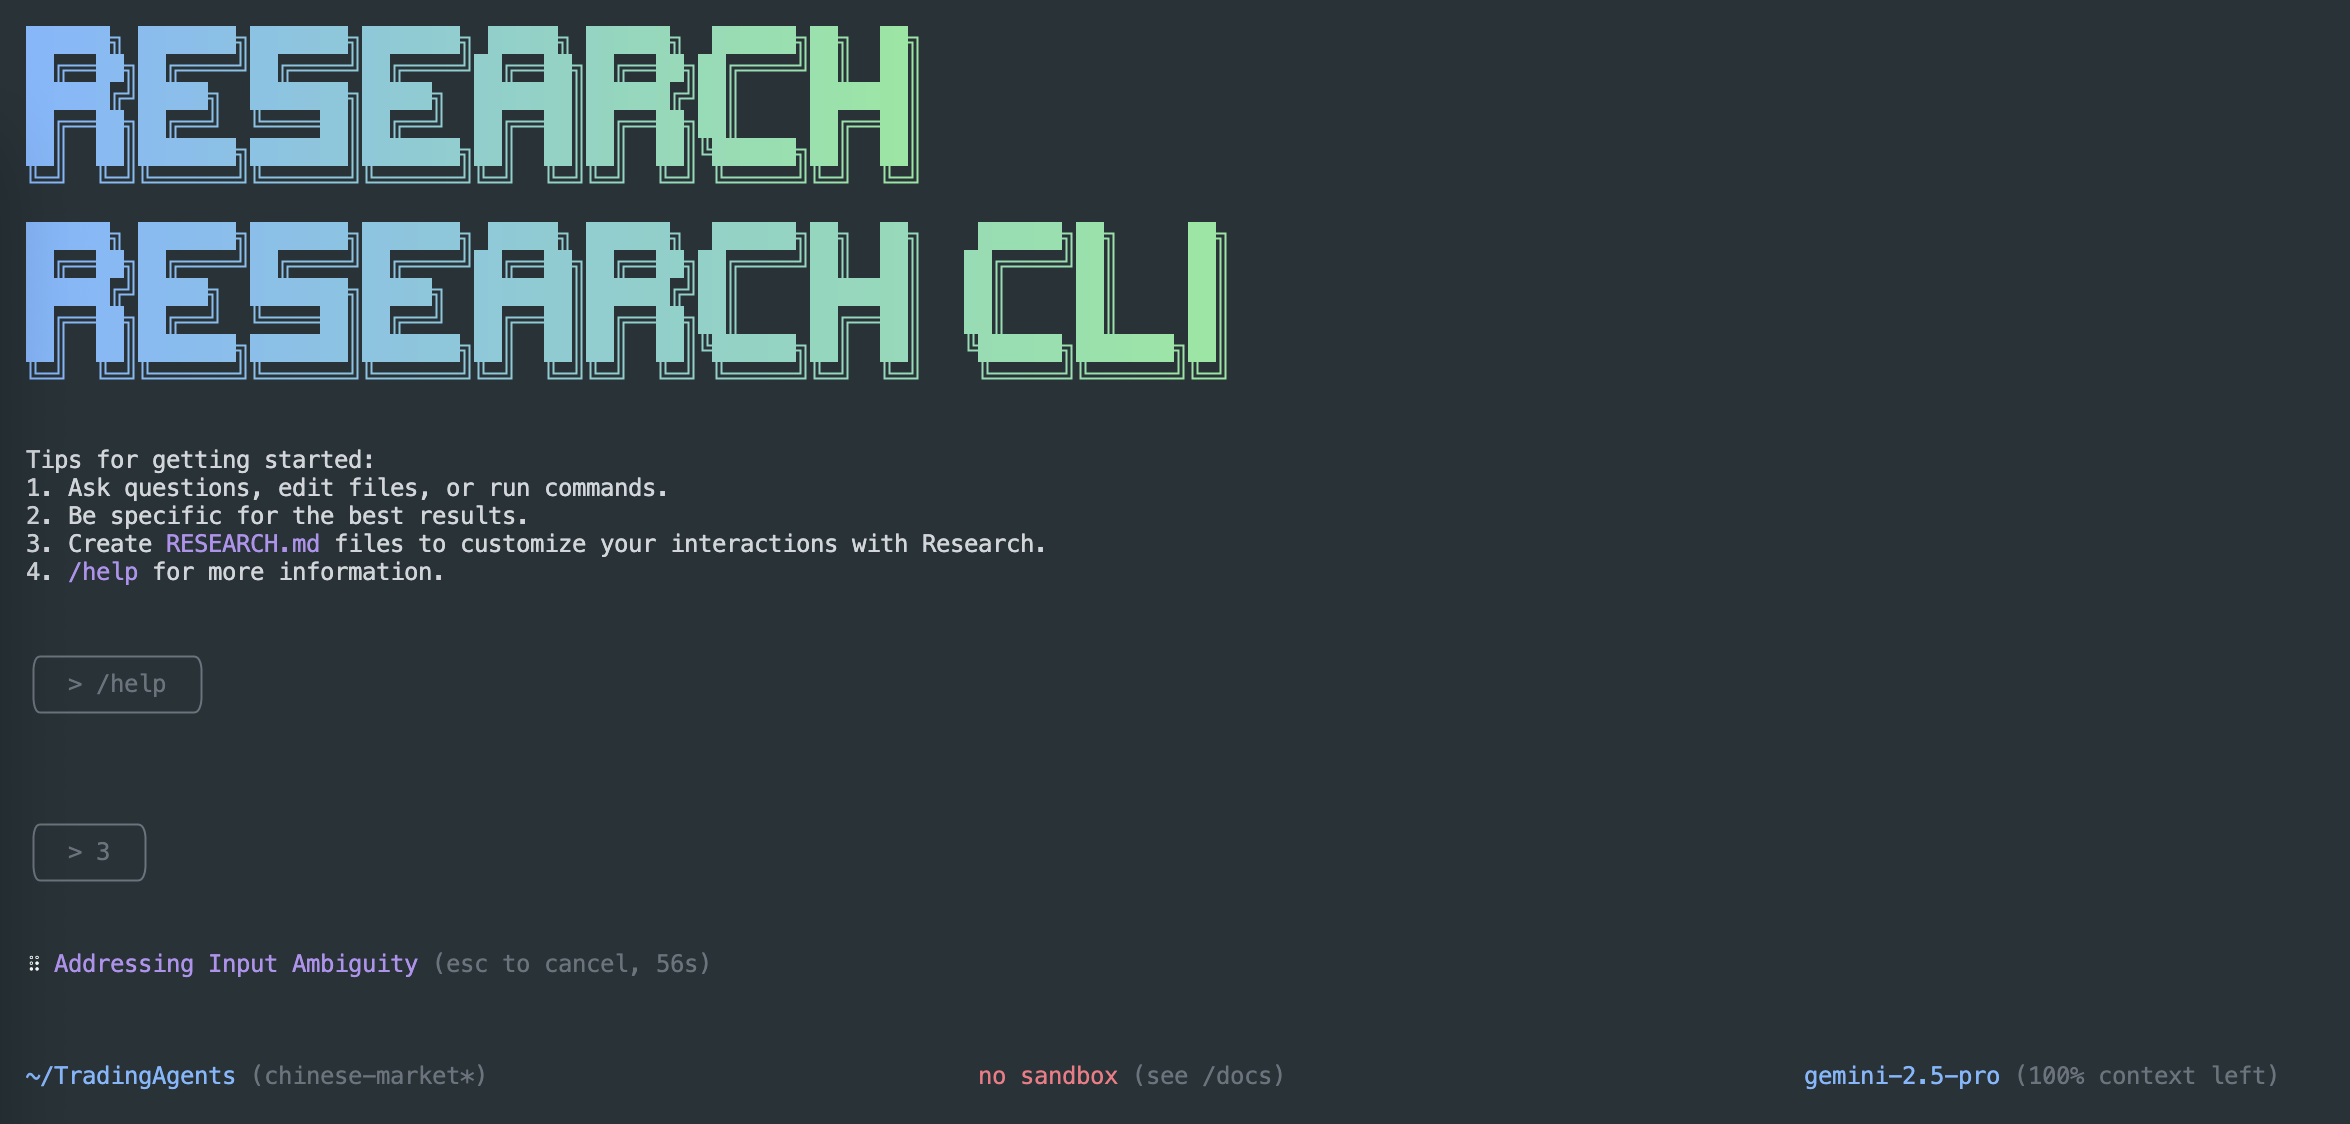 RESEARCH
RESEARCH CLI
Tips for getting started:
1. Ask questions, edit files, or run commands.
2. Be specific for the best results.
3. Create RESEARCH.md files to customize your interactions with Research.
4. /help for more information.
> /help
> 3
⠿ Addressing Input Ambiguity (esc to cancel, 56s)
~/TradingAgents (chinese-market*) no sandbox (see /docs) gemini-2.5-pro (100% context left)